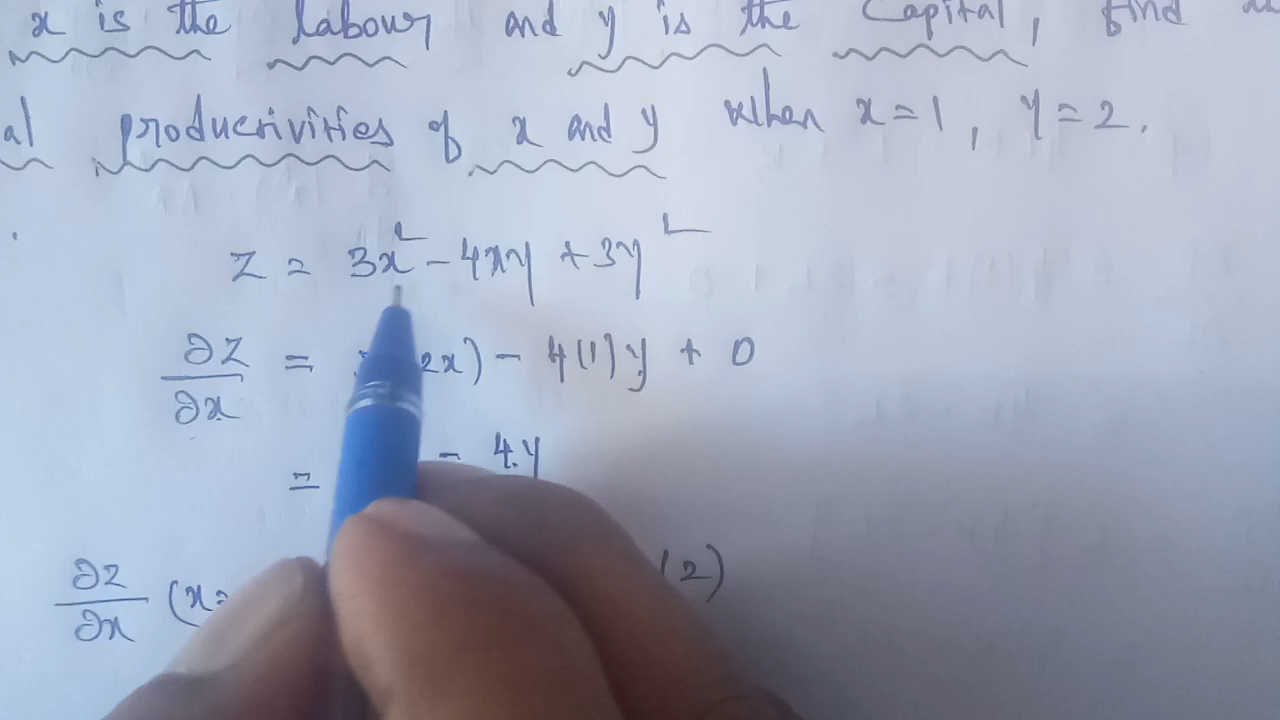 x is the labour and y is the Capital, find
al productivities of x and y when x=1, y=2.
z = 3x² - 4xy + 3y²
∂z/∂x = 2x) - 4(1)y + 0
= - 4y
∂z/∂x (x= (2)